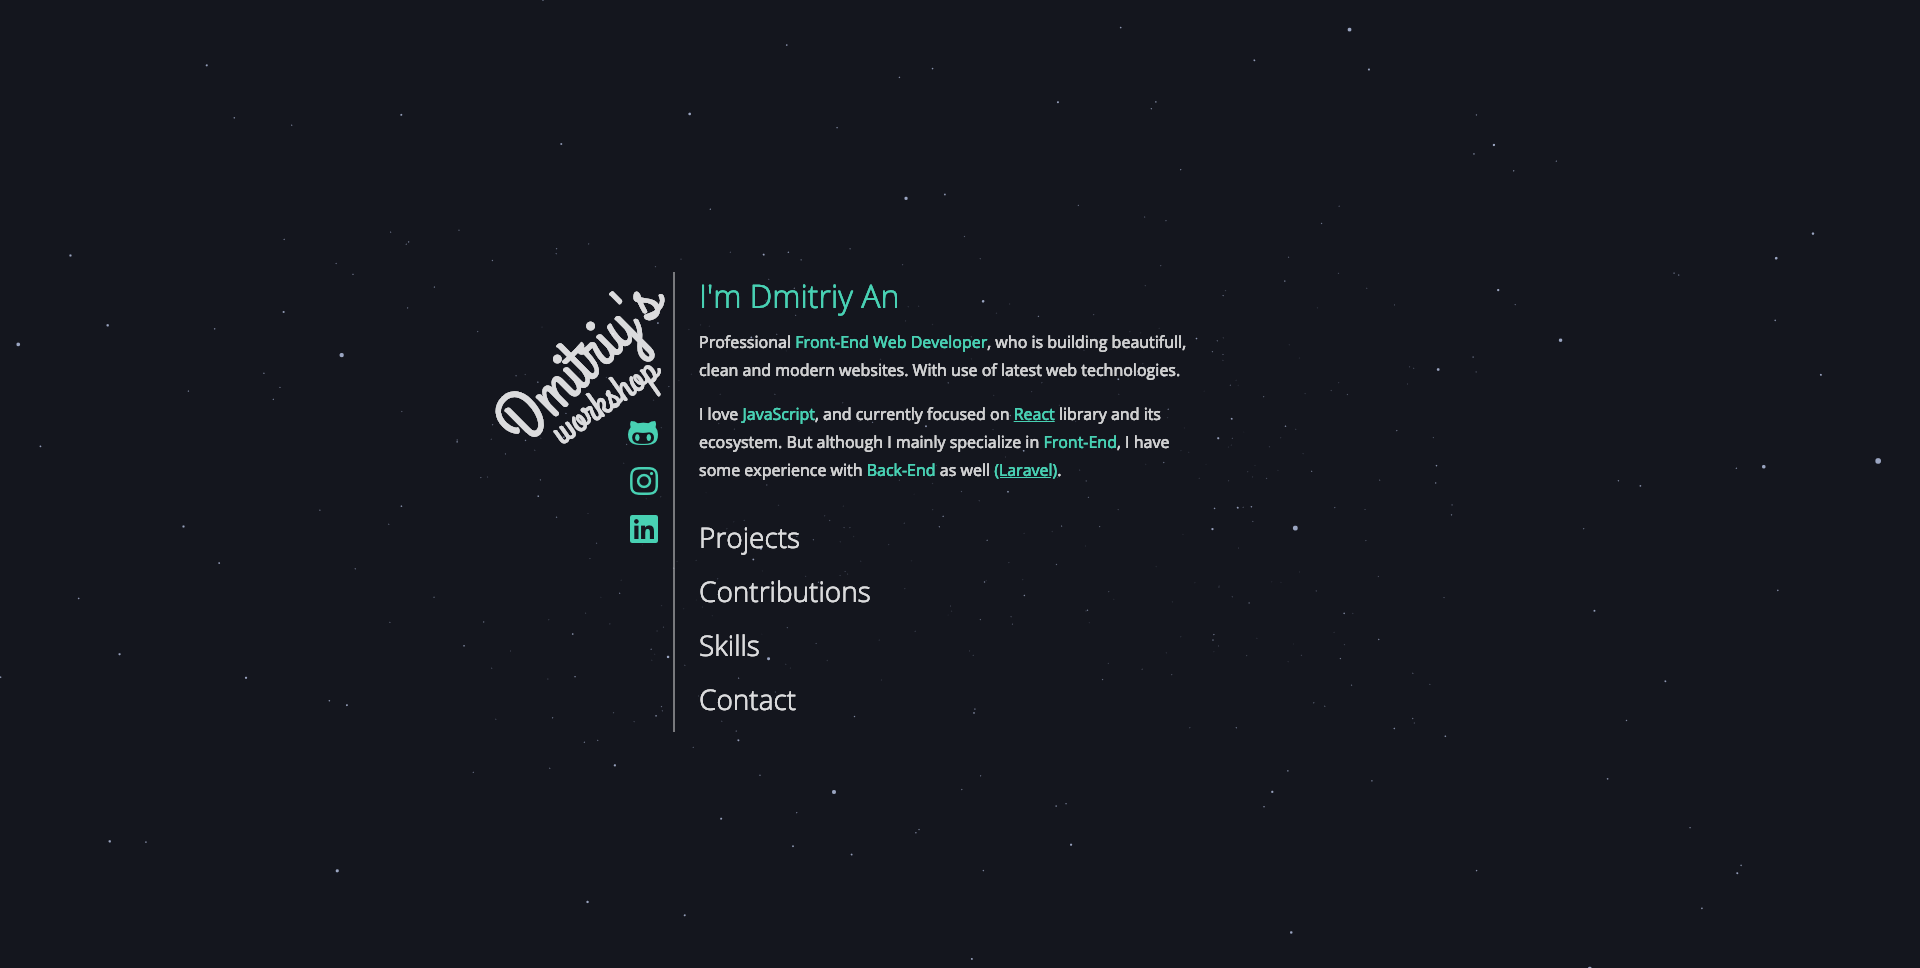 Dmitriy's
workshop
I'm Dmitriy An
Professional Front-End Web Developer, who is building beautifull,
clean and modern websites. With use of latest web technologies.
I love JavaScript, and currently focused on React library and its
ecosystem. But although I mainly specialize in Front-End, I have
some experience with Back-End as well (Laravel).
in
Projects
Contributions
Skills
Contact